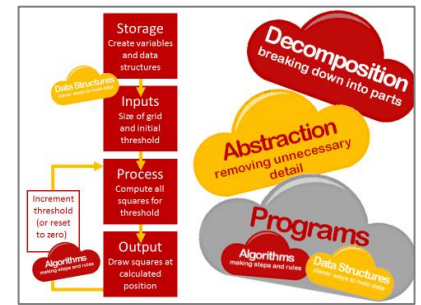 Storage
Create variables
and data
structures
Data Structures
clever ways to hold data
Inputs
Size of grid
and initial
threshold
Process
Compute all
squares for
threshold
Increment
threshold
(or reset
to zero)
Algorithms
making steps and rules
Output
Draw squares at
calculated
position
Decomposition
breaking down into parts
Abstraction
removing unnecessary
detail
Programs
Algorithms
making steps and rules
Data Structures
clever ways to hold data